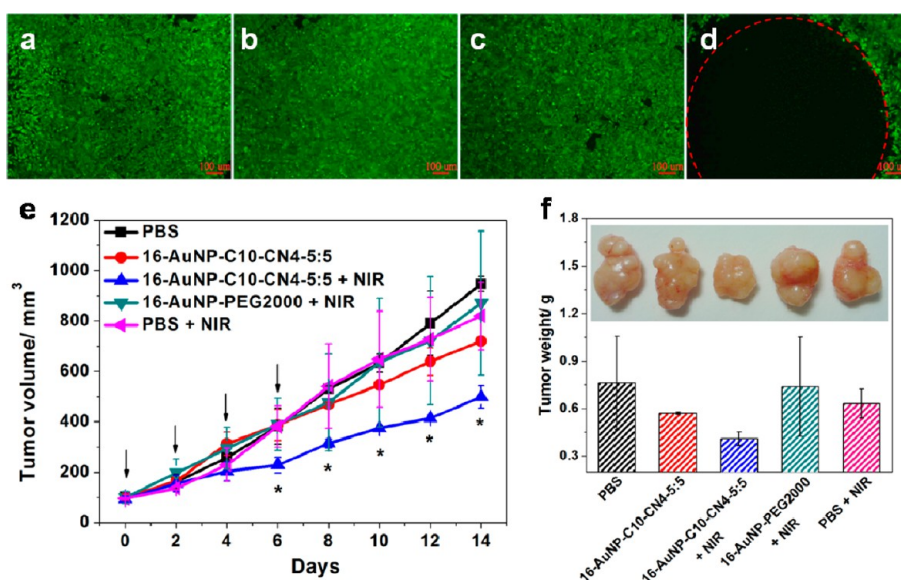 a b c d
100 um 100 um 100 um 100 um
e
Tumor volume/ mm3
1200
1000
800
600
400
200
0
PBS
16-AuNP-C10-CN4-5:5
16-AuNP-C10-CN4-5:5 + NIR
16-AuNP-PEG2000 + NIR
PBS + NIR
* * * * *
0 2 4 6 8 10 12 14
Days
f
Tumor weight/ g
1.8
1.5
1.2
0.9
0.6
0.3
PBS
16-AuNP-C10-CN4-5:5
16-AuNP-C10-CN4-5:5
+ NIR
16-AuNP-PEG2000
+ NIR
PBS + NIR